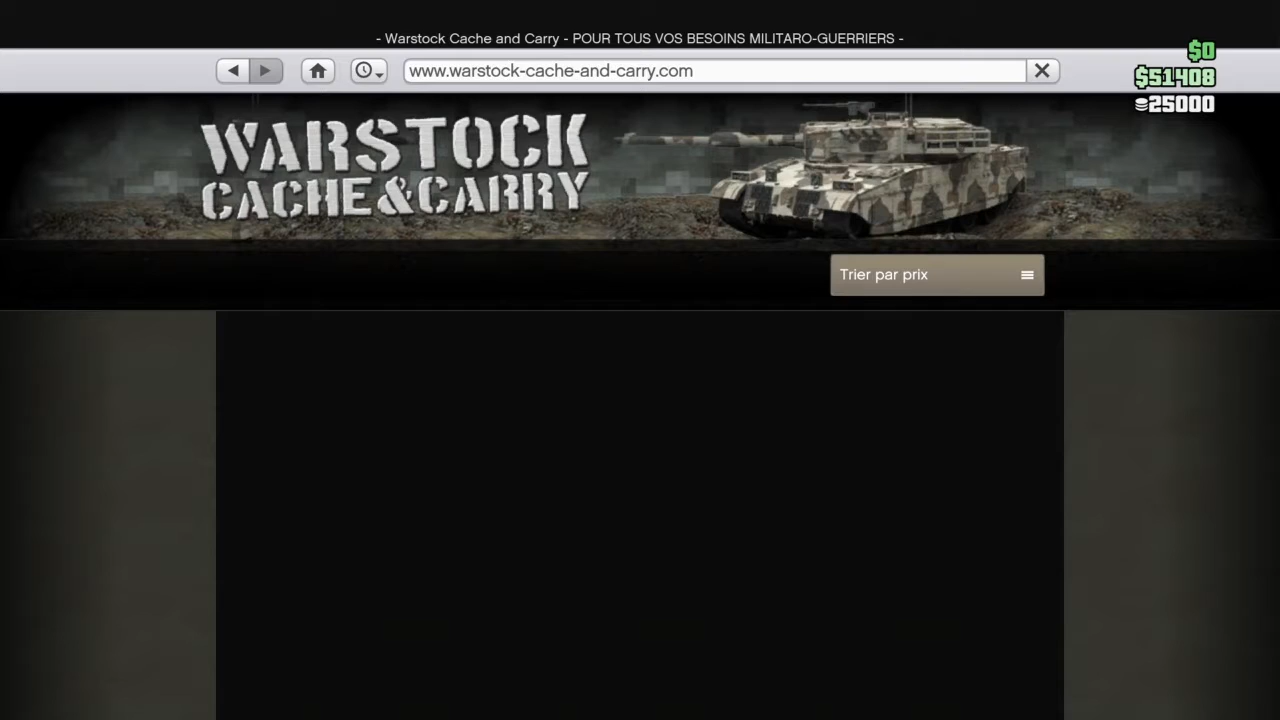 - Warstock Cache and Carry - POUR TOUS VOS BESOINS MILITARO-GUERRIERS -
www.warstock-cache-and-carry.com
$0
$51408
25000
WARSTOCK
CACHE & CARRY
Trier par prix